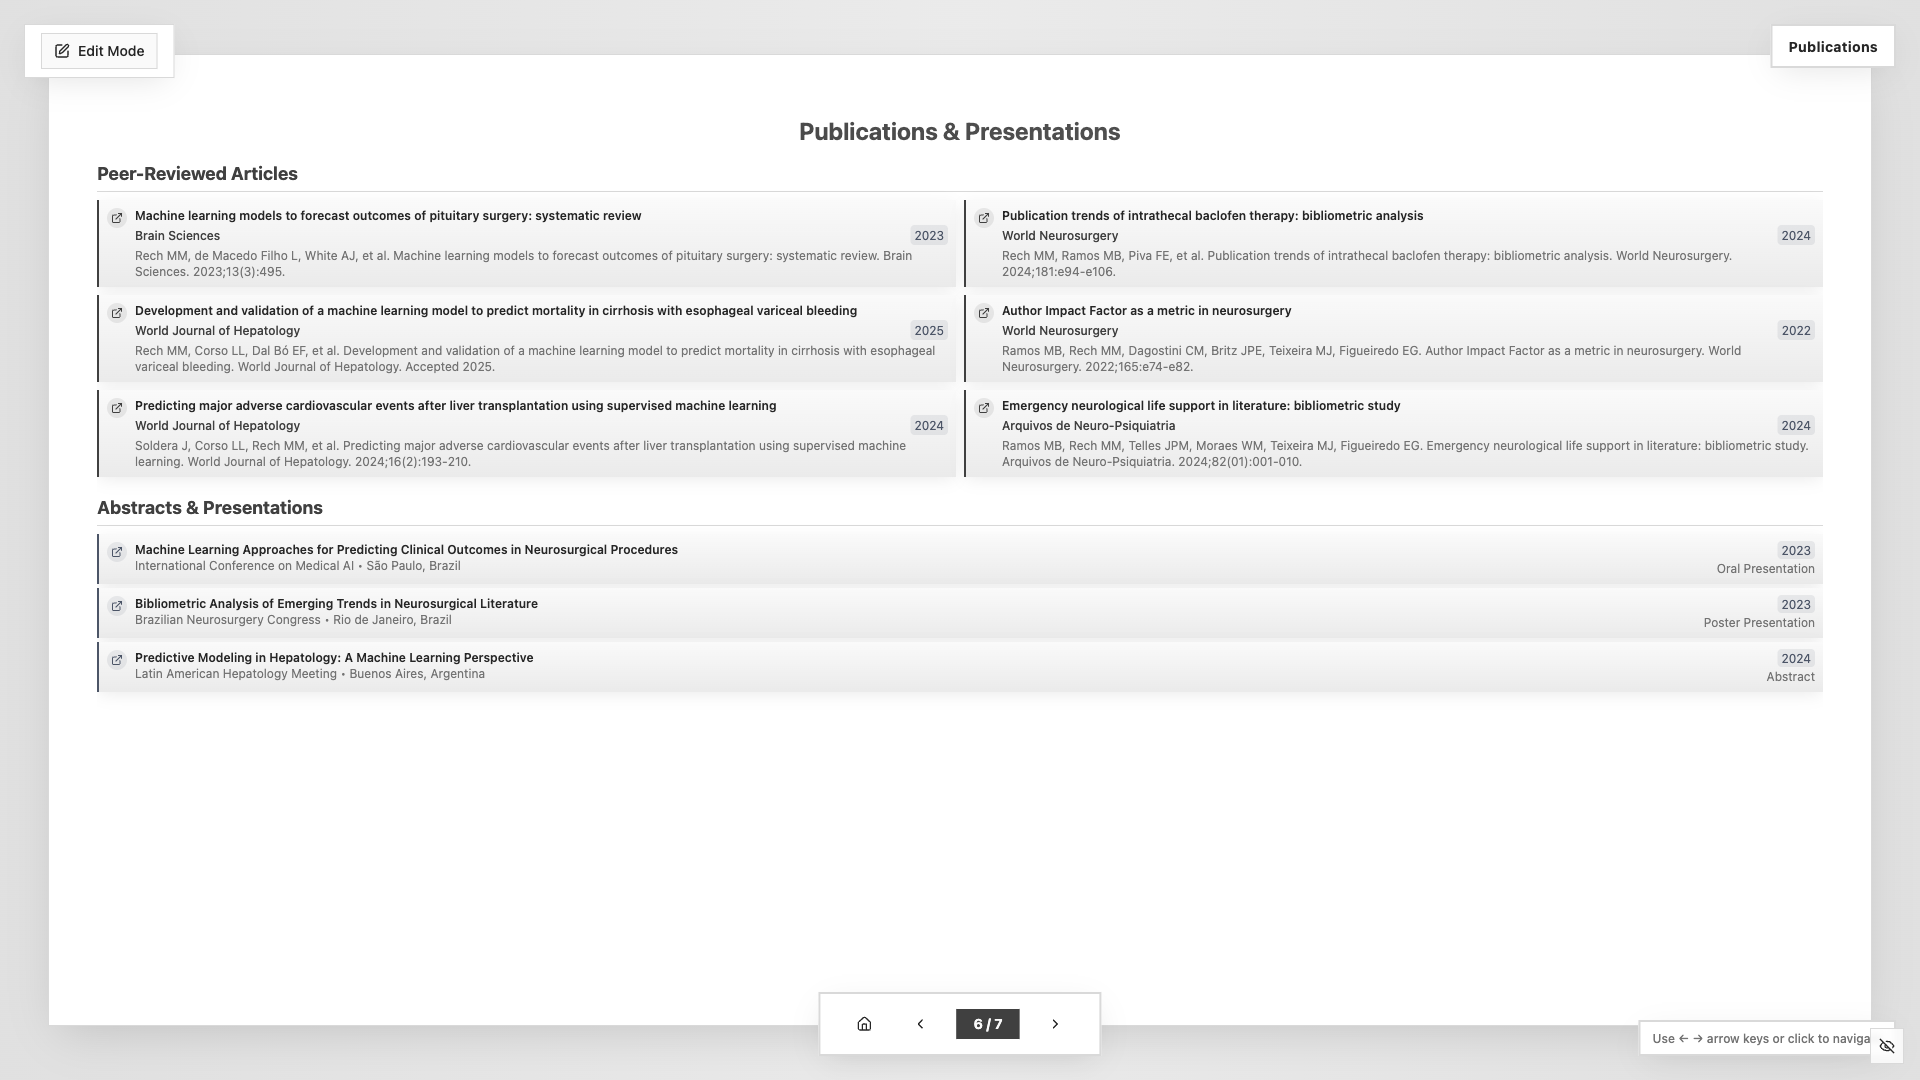 Edit Mode
Publications
Publications & Presentations
Peer-Reviewed Articles
Machine learning models to forecast outcomes of pituitary surgery: systematic review
Brain Sciences
2023
Rech MM, de Macedo Filho L, White AJ, et al. Machine learning models to forecast outcomes of pituitary surgery: systematic review. Brain
Sciences. 2023;13(3):495.
Publication trends of intrathecal baclofen therapy: bibliometric analysis
World Neurosurgery
2024
Rech MM, Ramos MB, Piva FE, et al. Publication trends of intrathecal baclofen therapy: bibliometric analysis. World Neurosurgery.
2024;181:e94-e106.
Development and validation of a machine learning model to predict mortality in cirrhosis with esophageal variceal bleeding
World Journal of Hepatology
2025
Rech MM, Corso LL, Dal Bó EF, et al. Development and validation of a machine learning model to predict mortality in cirrhosis with esophageal
variceal bleeding. World Journal of Hepatology. Accepted 2025.
Author Impact Factor as a metric in neurosurgery
World Neurosurgery
2022
Ramos MB, Rech MM, Dagostini CM, Britz JPE, Teixeira MJ, Figueiredo EG. Author Impact Factor as a metric in neurosurgery. World
Neurosurgery. 2022;165:e74-e82.
Predicting major adverse cardiovascular events after liver transplantation using supervised machine learning
World Journal of Hepatology
2024
Soldera J, Corso LL, Rech MM, et al. Predicting major adverse cardiovascular events after liver transplantation using supervised machine
learning. World Journal of Hepatology. 2024;16(2):193-210.
Emergency neurological life support in literature: bibliometric study
Arquivos de Neuro-Psiquiatria
2024
Ramos MB, Rech MM, Telles JPM, Moraes WM, Teixeira MJ, Figueiredo EG. Emergency neurological life support in literature: bibliometric study.
Arquivos de Neuro-Psiquiatria. 2024;82(01):001-010.
Abstracts & Presentations
Machine Learning Approaches for Predicting Clinical Outcomes in Neurosurgical Procedures
2023
International Conference on Medical AI • São Paulo, Brazil
Oral Presentation
Bibliometric Analysis of Emerging Trends in Neurosurgical Literature
2023
Brazilian Neurosurgery Congress • Rio de Janeiro, Brazil
Poster Presentation
Predictive Modeling in Hepatology: A Machine Learning Perspective
2024
Latin American Hepatology Meeting • Buenos Aires, Argentina
Abstract
6 / 7
Use ← → arrow keys or click to naviga